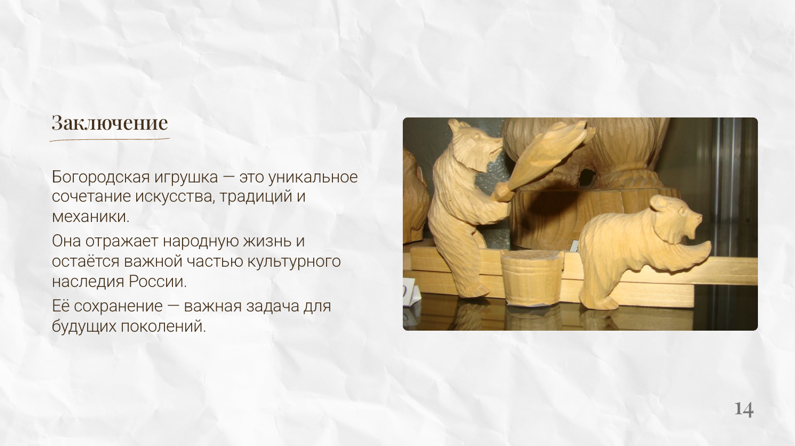 Заключение
Богородская игрушка — это уникальное
сочетание искусства, традиций и
механики.
Она отражает народную жизнь и
остаётся важной частью культурного
наследия России.
Её сохранение — важная задача для
будущих поколений.
14